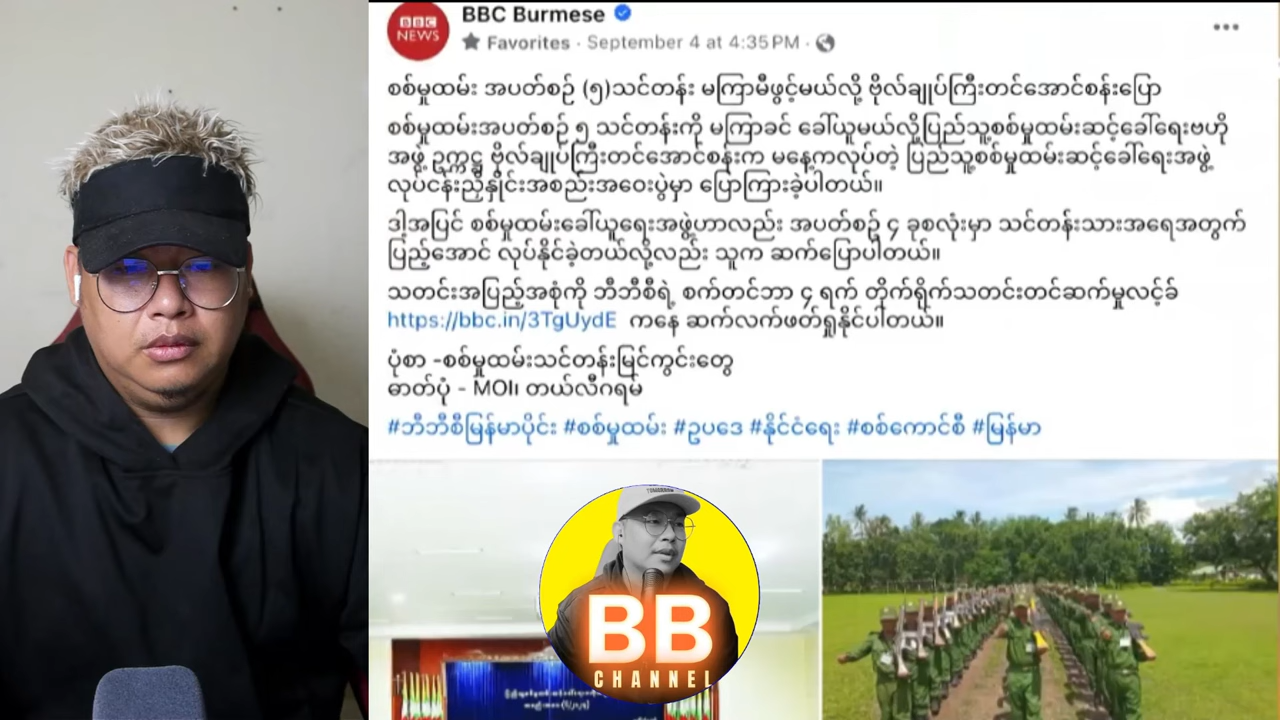 BBC Burmese
Favorites · September 4 at 4:35 PM ·
BBC
NEWS
စစ်မှုထမ်း အပတ်စဉ် (၅)သင်တန်း မကြာမီဖွင့်မယ်လို့ ဗိုလ်ချုပ်ကြီးတင်အောင်စန်းပြော
စစ်မှုထမ်းအပတ်စဉ် ၅ သင်တန်းကို မကြာခင် ခေါ်ယူမယ်လို့ပြည်သူ့စစ်မှုထမ်းဆင့်ခေါ်ရေးဗဟို
အဖွဲ့ ဥက္ကဋ္ဌ ဗိုလ်ချုပ်ကြီးတင်အောင်စန်းက မနေ့ကလုပ်တဲ့ ပြည်သူ့စစ်မှုထမ်းဆင့်ခေါ်ရေးအဖွဲ့
လုပ်ငန်းညှိနှိုင်းအစည်းအဝေးပွဲမှာ ပြောကြားခဲ့ပါတယ်။
ဒါ့အပြင် စစ်မှုထမ်းခေါ်ယူရေးအဖွဲ့ဟာလည်း အပတ်စဉ် ၄ ခုစလုံးမှာ သင်တန်းသားအရေအတွက်
ပြည့်အောင် လုပ်နိုင်ခဲ့တယ်လို့လည်း သူက ဆက်ပြောပါတယ်။
သတင်းအပြည့်အစုံကို ဘီဘီစီရဲ့ စက်တင်ဘာ ၄ ရက် တိုက်ရိုက်သတင်းတင်ဆက်မှုလင့်ခ်
https://bbc.in/3TgUydE ကနေ ဆက်လက်ဖတ်ရှုနိုင်ပါတယ်။
ပုံစာ -စစ်မှုထမ်းသင်တန်းမြင်ကွင်းတွေ
ဓာတ်ပုံ - MOI၊ တယ်လီဂရမ်
#ဘီဘီစီမြန်မာပိုင်း #စစ်မှုထမ်း #ဥပဒေ #နိုင်ငံရေး #စစ်ကောင်စီ #မြန်မာ
BB
CHANNEL